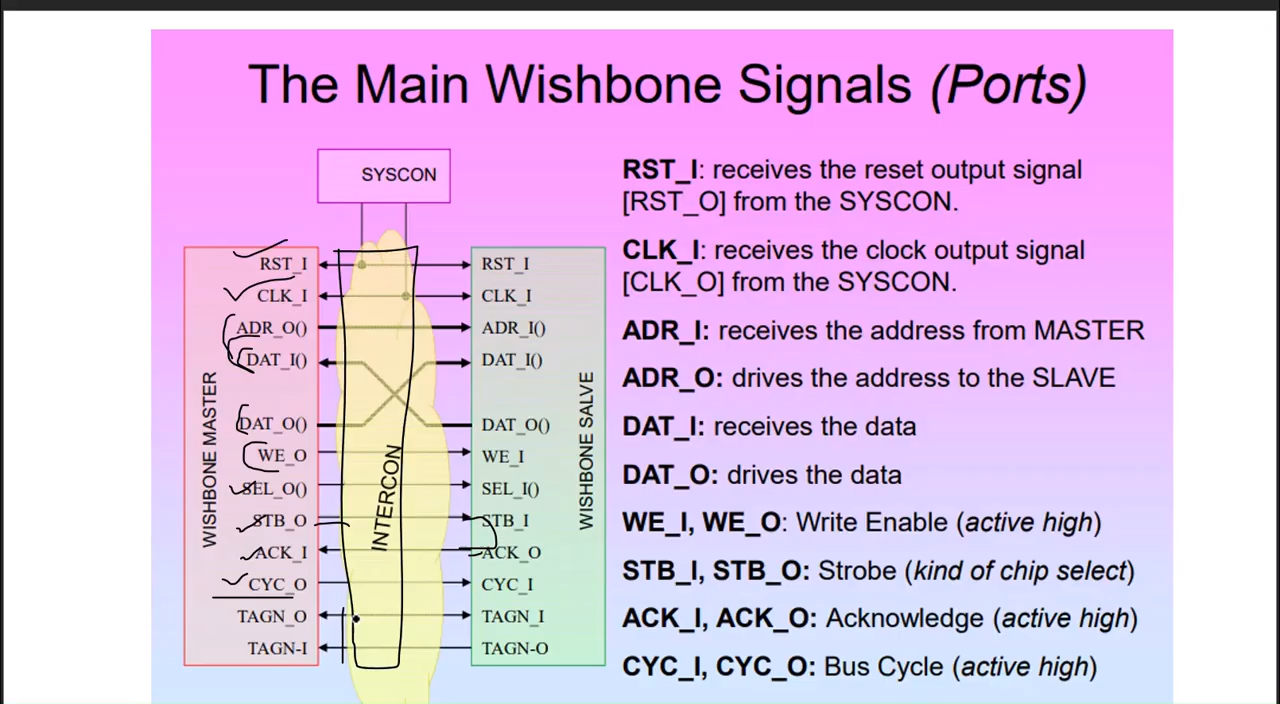 The Main Wishbone Signals (Ports)
SYSCON
WISHBONE MASTER
RST_I
CLK_I
ADR_O()
DAT_I()
DAT_O()
WE_O
SEL_O()
STB_O
ACK_I
CYC_O
TAGN_O
TAGN-I
INTERCON
RST_I
CLK_I
ADR_I()
DAT_I()
DAT_O()
WE_I
SEL_I()
STB_I
ACK_O
CYC_I
TAGN_I
TAGN-O
WISHBONE SALVE
RST_I: receives the reset output signal
[RST_O] from the SYSCON.
CLK_I: receives the clock output signal
[CLK_O] from the SYSCON.
ADR_I: receives the address from MASTER
ADR_O: drives the address to the SLAVE
DAT_I: receives the data
DAT_O: drives the data
WE_I, WE_O: Write Enable (active high)
STB_I, STB_O: Strobe (kind of chip select)
ACK_I, ACK_O: Acknowledge (active high)
CYC_I, CYC_O: Bus Cycle (active high)